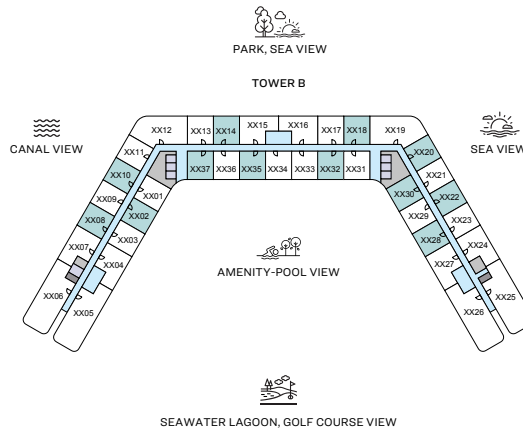 PARK, SEA VIEW
TOWER B
CANAL VIEW
SEA VIEW
XX12
XX13
XX14
XX15
XX16
XX17
XX18
XX19
XX11
XX10
XX09
XX08
XX07
XX06
XX01
XX02
XX03
XX04
XX05
XX37
XX36
XX35
XX34
XX33
XX32
XX31
XX20
XX21
XX22
XX23
XX24
XX25
XX30
XX29
XX28
XX27
XX26
AMENITY-POOL VIEW
SEAWATER LAGOON, GOLF COURSE VIEW